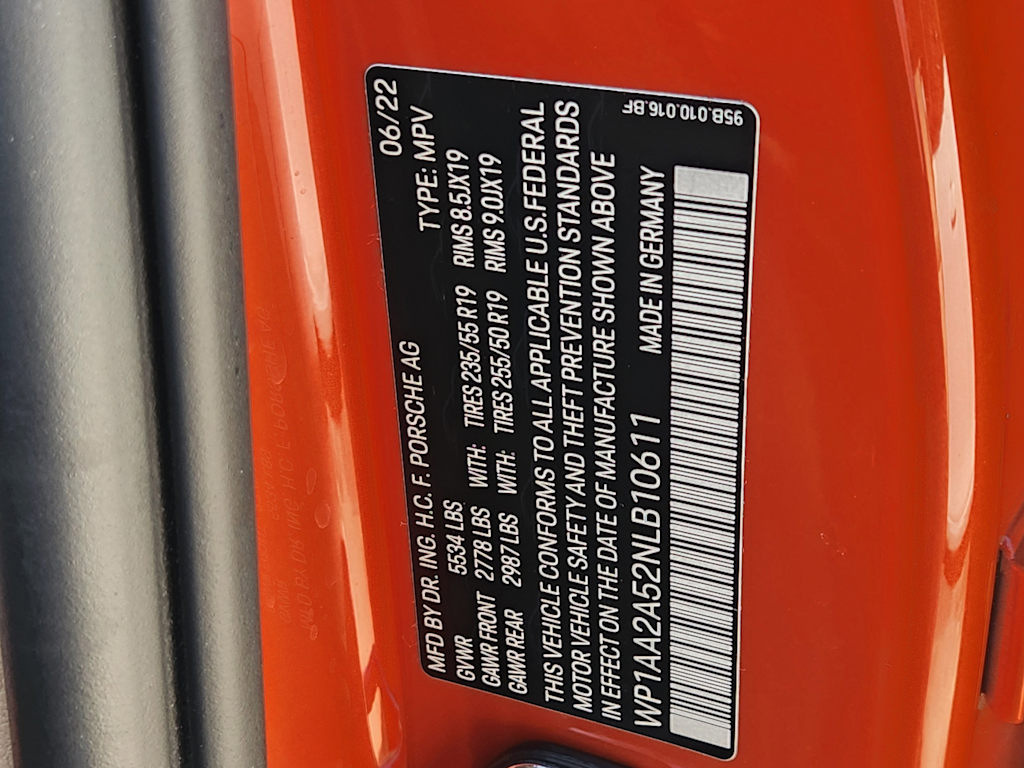 06/22
MFD BY DR. ING. H.C. F. PORSCHE AG TYPE: MPV
GVWR 5534 LBS
GAWR FRONT 2778 LBS WITH: TIRES 235/55 R19 RIMS 8.5JX19
GAWR REAR 2987 LBS WITH: TIRES 255/50 R19 RIMS 9.0JX19
THIS VEHICLE CONFORMS TO ALL APPLICABLE U.S. FEDERAL
MOTOR VEHICLE SAFETY AND THEFT PREVENTION STANDARDS
IN EFFECT ON THE DATE OF MANUFACTURE SHOWN ABOVE
WP1AA2A52NLB10611 MADE IN GERMANY
95B.010.016.BF